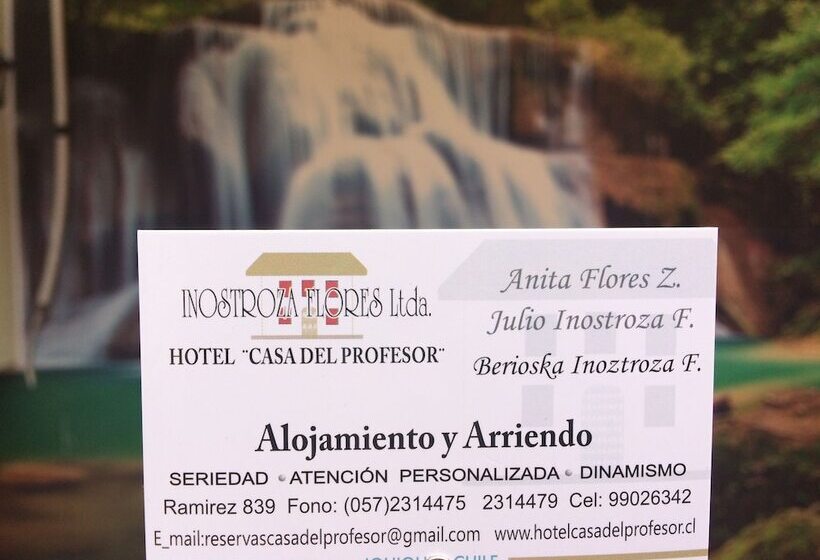 INOSTROZA FLORES Ltda.
HOTEL ¨CASA DEL PROFESOR¨
Anita Flores Z.
Julio Inostroza F.
Berioska Inoztroza F.
Alojamiento y Arriendo
SERIEDAD • ATENCIÓN PERSONALIZADA • DINAMISMO
Ramirez 839 Fono: (057)2314475 2314479 Cel: 99026342
E_mail:reservascasadelprofesor@gmail.com www.hotelcasadelprofesor.cl
CHILE